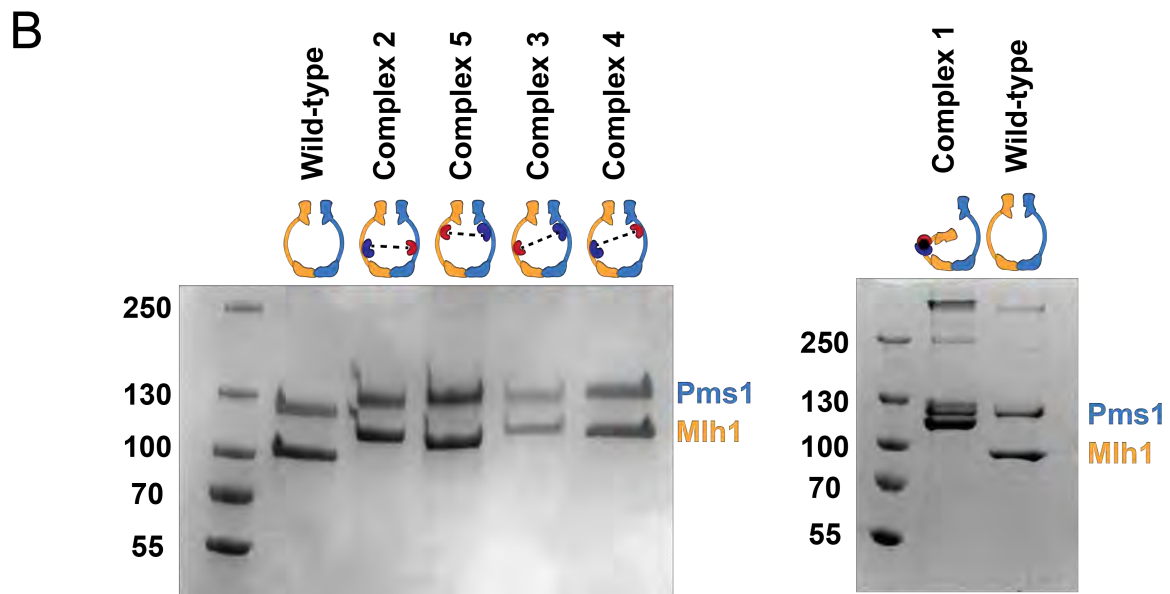 B
Wild-type
Complex 2
Complex 5
Complex 3
Complex 4
250
130
100
70
55
Pms1
Mlh1
Complex 1
Wild-type
250
130
100
70
55
Pms1
Mlh1